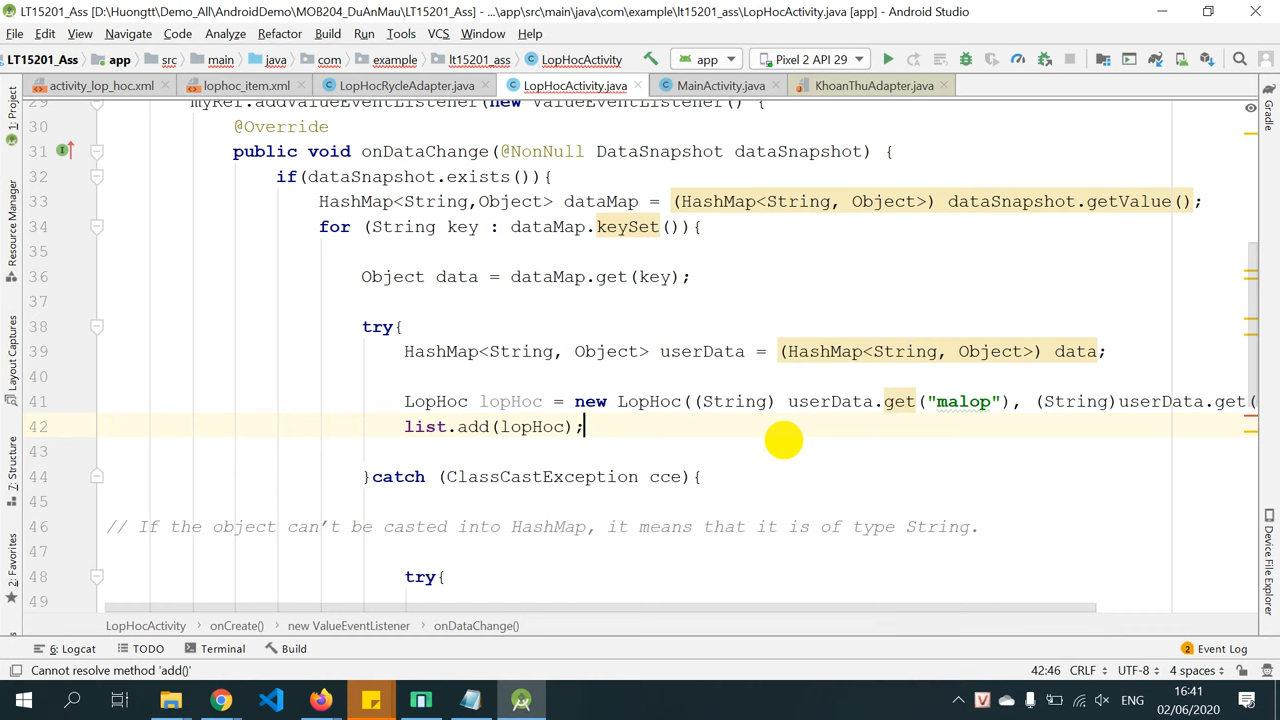 LT15201_Ass [D:\Huongtt\Demo_All\AndroidDemo\MOB204_DuAnMau\LT15201_Ass] - ...\app\src\main\java\com\example\lt15201_ass\LopHocActivity.java [app] - Android Studio
File Edit View Navigate Code Analyze Refactor Build Run Tools VCS Window Help
LT15201_Ass app src main java com example lt15201_ass LopHocActivity app Pixel 2 API 29
activity_lop_hoc.xml lophoc_item.xml LopHocRycleAdapter.java LopHocActivity.java MainActivity.java KhoanThuAdapter.java
29 myRef.addValueEventListener(new ValueEventListener() {
30 @Override
31 public void onDataChange(@NonNull DataSnapshot dataSnapshot) {
32 if(dataSnapshot.exists()){
33 HashMap<String,Object> dataMap = (HashMap<String, Object>) dataSnapshot.getValue();
34 for (String key : dataMap.keySet()){
35
36 Object data = dataMap.get(key);
37
38 try{
39 HashMap<String, Object> userData = (HashMap<String, Object>) data;
40
41 LopHoc lopHoc = new LopHoc((String) userData.get("malop"), (String)userData.get(
42 list.add(lopHoc);
43
44 }catch (ClassCastException cce){
45
46 // If the object can’t be casted into HashMap, it means that it is of type String.
47
48 try{
49
1: Project
Resource Manager
Layout Captures
7: Structure
2: Favorites
Gradle
Device File Explorer
LopHocActivity onCreate() new ValueEventListener onDataChange()
6: Logcat TODO Terminal Build 2 Event Log
Cannot resolve method 'add()' 42:46 CRLF UTF-8 4 spaces
ENG 16:41
02/06/2020